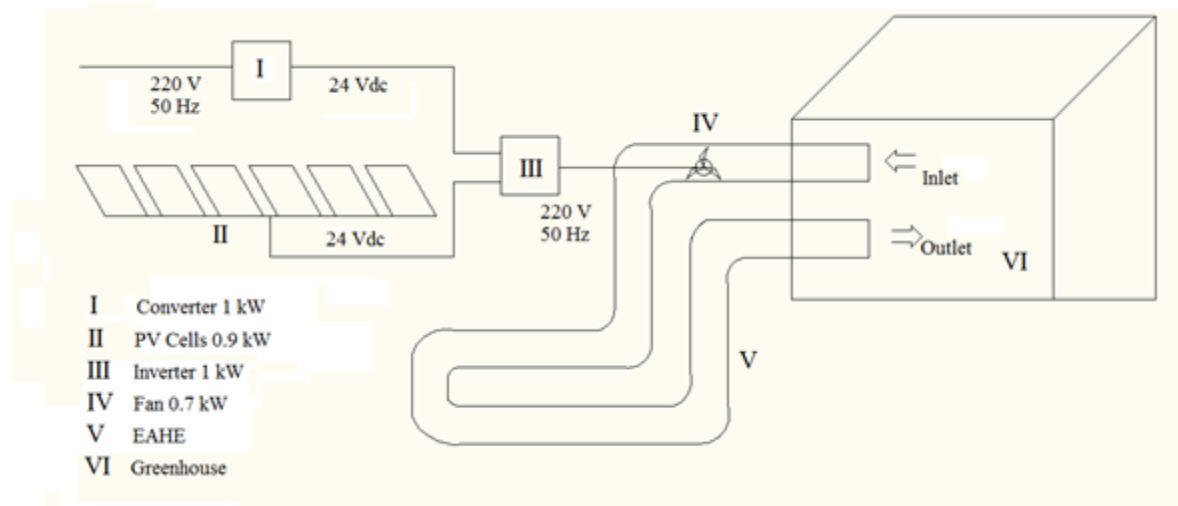 I
220 V
50 Hz
24 Vdc
IV
III
Inlet
220 V
50 Hz
II
24 Vdc
Outlet
VI
V
I Converter 1 kW
II PV Cells 0.9 kW
III Inverter 1 kW
IV Fan 0.7 kW
V EAHE
VI Greenhouse